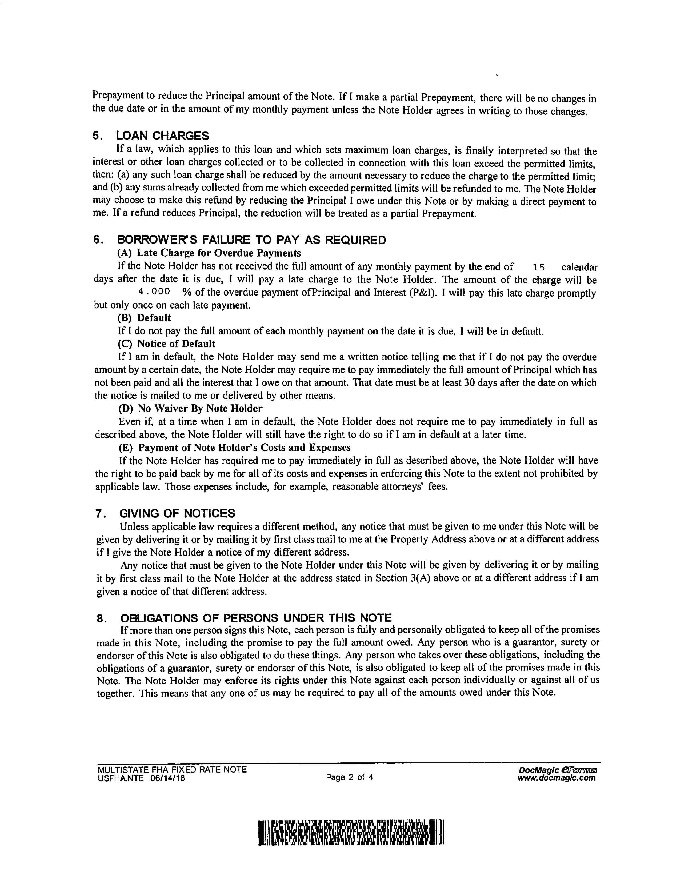 Prepayment to reduce the Principal amount of the Note. If I make a partial Prepayment, there will be no changes in
the due date or in the amount of my monthly payment unless the Note Holder agrees in writing to those changes.
5. LOAN CHARGES
If a law, which applies to this loan and which sets maximum loan charges, is finally interpreted so that the
interest or other loan charges collected or to be collected in connection with this loan exceed the permitted limits,
then: (a) any such loan charge shall be reduced by the amount necessary to reduce the charge to the permitted limit;
and (b) any sums already collected from me which exceeded permitted limits will be refunded to me. The Note Holder
may choose to make this refund by reducing the Principal I owe under this Note or by making a direct payment to
me. If a refund reduces Principal, the reduction will be treated as a partial Prepayment.
6. BORROWER'S FAILURE TO PAY AS REQUIRED
(A) Late Charge for Overdue Payments
If the Note Holder has not received the full amount of any monthly payment by the end of 15 calendar
days after the date it is due, I will pay a late charge to the Note Holder. The amount of the charge will be
4.000 % of the overdue payment of Principal and Interest (P&I). I will pay this late charge promptly
but only once on each late payment.
(B) Default
If I do not pay the full amount of each monthly payment on the date it is due, I will be in default.
(C) Notice of Default
If I am in default, the Note Holder may send me a written notice telling me that if I do not pay the overdue
amount by a certain date, the Note Holder may require me to pay immediately the full amount of Principal which has
not been paid and all the interest that I owe on that amount. That date must be at least 30 days after the date on which
the notice is mailed to me or delivered by other means.
(D) No Waiver By Note Holder
Even if, at a time when I am in default, the Note Holder does not require me to pay immediately in full as
described above, the Note Holder will still have the right to do so if I am in default at a later time.
(E) Payment of Note Holder's Costs and Expenses
If the Note Holder has required me to pay immediately in full as described above, the Note Holder will have
the right to be paid back by me for all of its costs and expenses in enforcing this Note to the extent not prohibited by
applicable law. Those expenses include, for example, reasonable attorneys' fees.
7. GIVING OF NOTICES
Unless applicable law requires a different method, any notice that must be given to me under this Note will be
given by delivering it or by mailing it by first class mail to me at the Property Address above or at a different address
if I give the Note Holder a notice of my different address.
Any notice that must be given to the Note Holder under this Note will be given by delivering it or by mailing
it by first class mail to the Note Holder at the address stated in Section 3(A) above or at a different address if I am
given a notice of that different address.
8. OBLIGATIONS OF PERSONS UNDER THIS NOTE
If more than one person signs this Note, each person is fully and personally obligated to keep all of the promises
made in this Note, including the promise to pay the full amount owed. Any person who is a guarantor, surety or
endorser of this Note is also obligated to do these things. Any person who takes over these obligations, including the
obligations of a guarantor, surety or endorser of this Note, is also obligated to keep all of the promises made in this
Note. The Note Holder may enforce its rights under this Note against each person individually or against all of us
together. This means that any one of us may be required to pay all of the amounts owed under this Note.
MULTISTATE FHA FIXED RATE NOTE
USFHA.NTE 06/14/16
Page 2 of 4
DocMagic eForms
www.docmagic.com